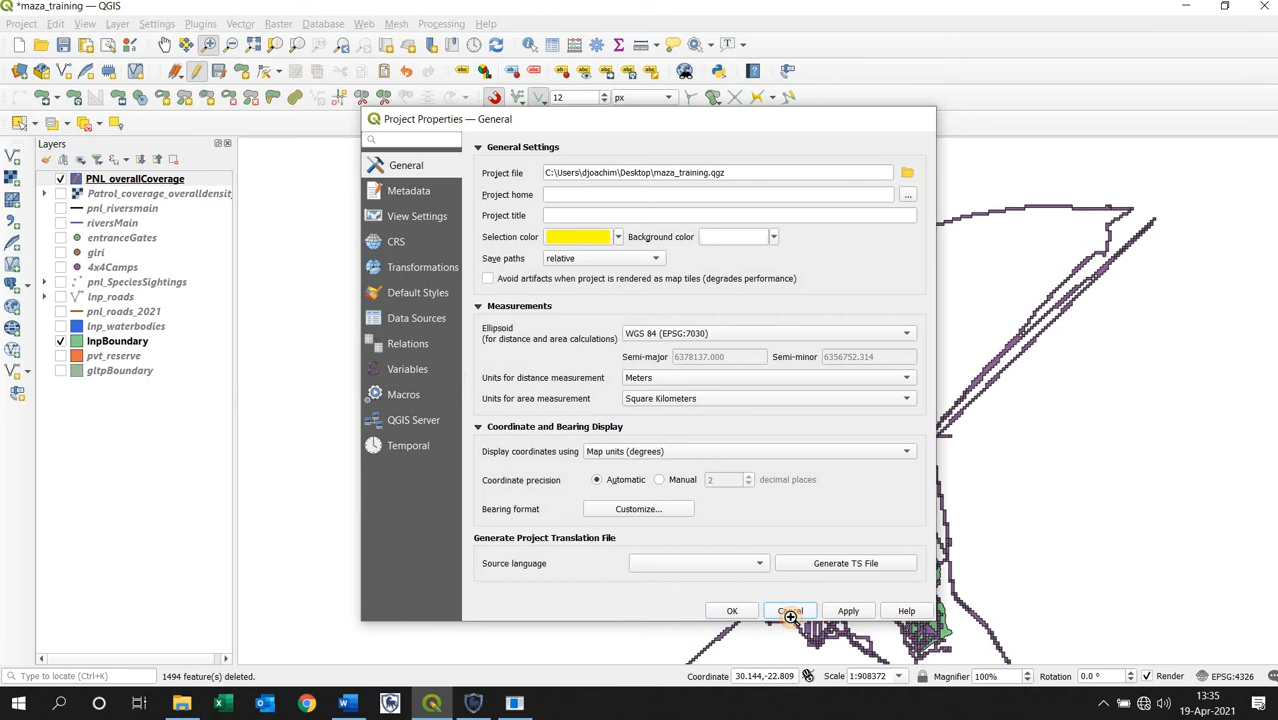 *maza_training — QGIS
Project Edit View Layer Settings Plugins Vector Raster Database Web Mesh Processing Help
12 px
Layers
PNL_overallCoverage
Patrol_coverage_overalldensity
pnl_riversmain
riversMain
entranceGates
giri
4x4Camps
pnl_SpeciesSightings
lnp_roads
pnl_roads_2021
lnp_waterbodies
lnpBoundary
pvt_reserve
gltpBoundary
Project Properties — General
General
Metadata
View Settings
CRS
Transformations
Default Styles
Data Sources
Relations
Variables
Macros
QGIS Server
Temporal
General Settings
Project file C:\Users\djoachim\Desktop\maza_training.qgz
Project home ...
Project title
Selection color Background color
Save paths relative
Avoid artifacts when project is rendered as map tiles (degrades performance)
Measurements
Ellipsoid
(for distance and area calculations) WGS 84 (EPSG:7030)
Semi-major 6378137.000 Semi-minor 6356752.314
Units for distance measurement Meters
Units for area measurement Square Kilometers
Coordinate and Bearing Display
Display coordinates using Map units (degrees)
Coordinate precision Automatic Manual 2 decimal places
Bearing format Customize...
Generate Project Translation File
Source language Generate TS File
OK Cancel Apply Help
Type to locate (Ctrl+K) 1494 feature(s) deleted. Coordinate 30.144,-22.809 Scale 1:908372 Magnifier 100% Rotation 0.0 ° Render EPSG:4326
13:35
19-Apr-2021